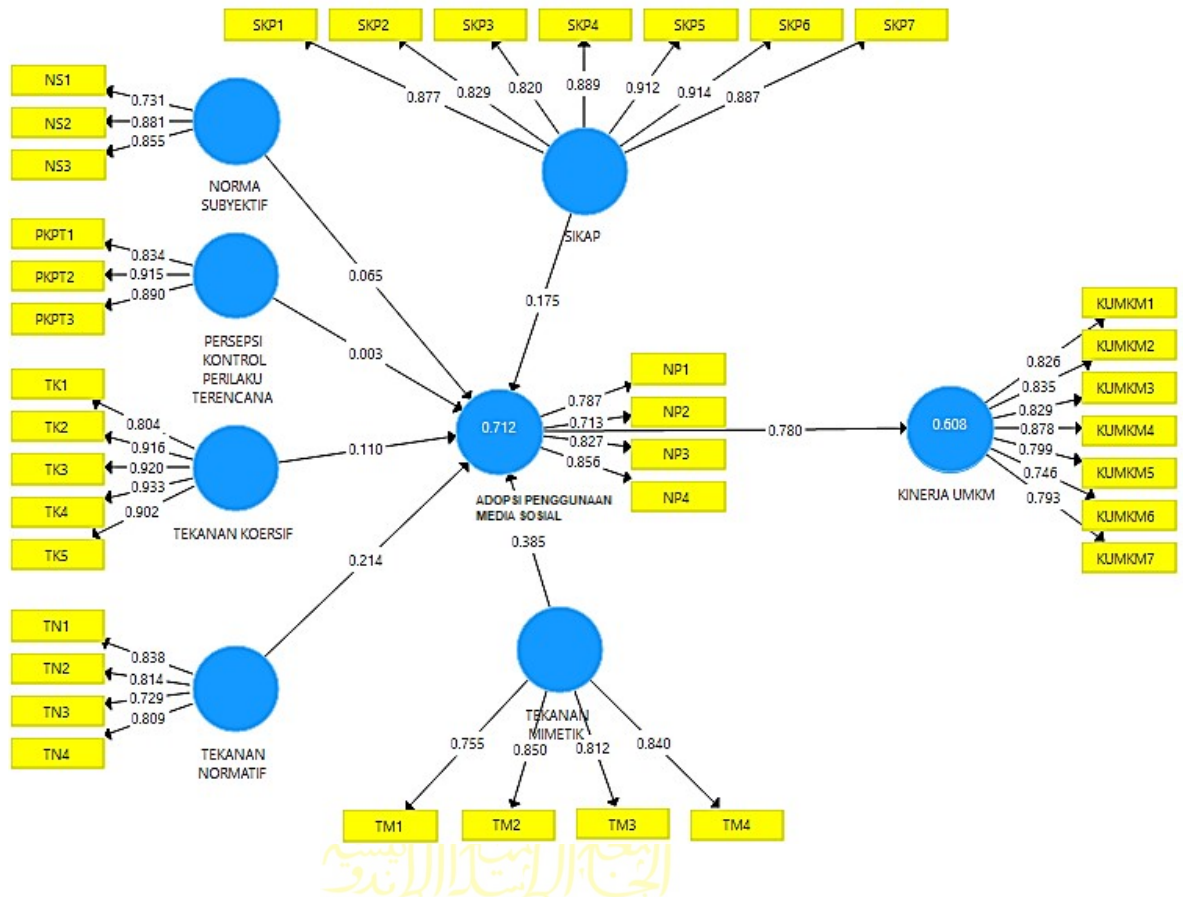 SKP1 SKP2 SKP3 SKP4 SKP5 SKP6 SKP7
0.877 0.829 0.820 0.889 0.912 0.914 0.887
NS1
NS2
NS3
0.731
0.881
0.855
NORMA
SUBYEKTIF
SIKAP
PKPT1
PKPT2
PKPT3
0.834
0.915
0.890
PERSEPSI
KONTROL
PERILAKU
TERENCANA
0.065
0.175
0.003
TK1
TK2
TK3
TK4
TK5
0.804
0.916
0.920
0.933
0.902
TEKANAN KOERSIF
0.110
0.712
ADOPSI PENGGUNAAN
MEDIA SOSIAL
0.787
0.713
0.827
0.856
NP1
NP2
NP3
NP4
0.780
0.608
KINERJA UMKM
0.826
0.835
0.829
0.878
0.799
0.746
0.793
KUMKM1
KUMKM2
KUMKM3
KUMKM4
KUMKM5
KUMKM6
KUMKM7
0.214
0.385
TN1
TN2
TN3
TN4
0.838
0.814
0.729
0.809
TEKANAN
NORMATIF
TEKANAN
MIMETIK
0.755 0.850 0.812 0.840
TM1 TM2 TM3 TM4